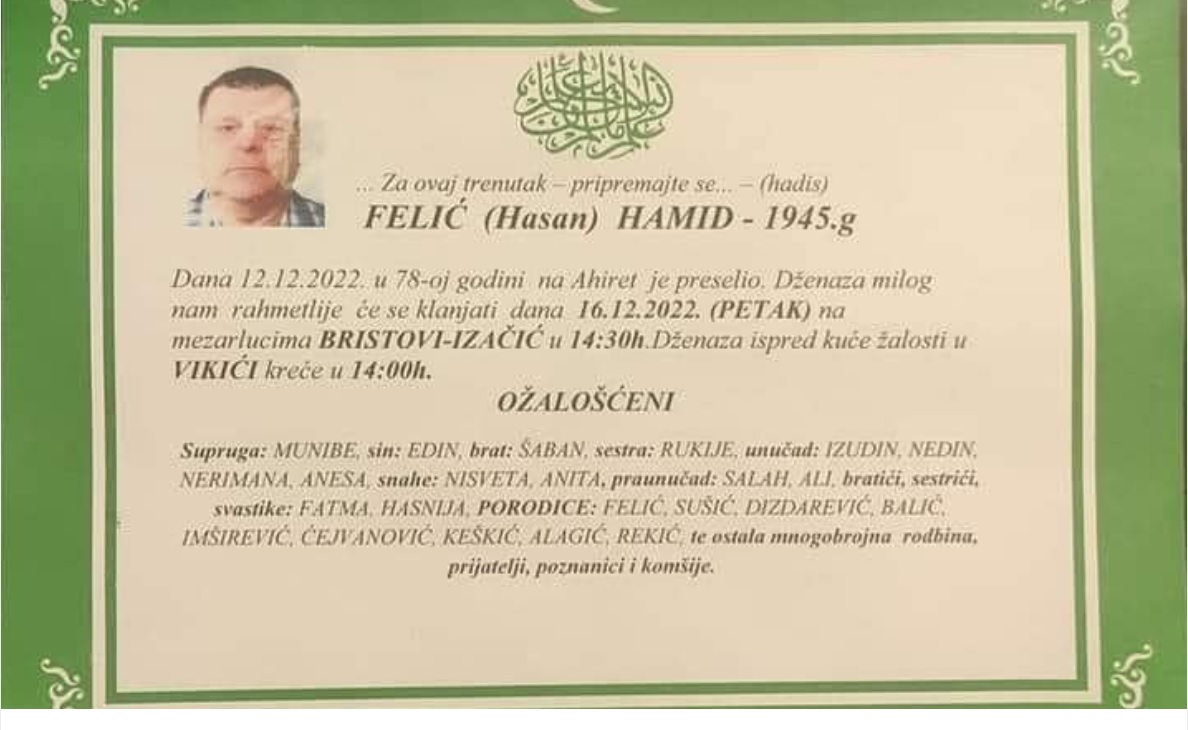 ... Za ovaj trenutak – pripremajte se... – (hadis)
FELIĆ (Hasan) HAMID - 1945.g
Dana 12.12.2022. u 78-oj godini na Ahiret je preselio. Dženaza milog
nam rahmetlije će se klanjati dana 16.12.2022. (PETAK) na
mezarlucima BRISTOVI-IZAČIĆ u 14:30h.Dženaza ispred kuče žalosti u
VIKIĆI kreče u 14:00h.
OŽALOŠĆENI
Supruga: MUNIBE, sin: EDIN, brat: ŠABAN, sestra: RUKIJE, unučad: IZUDIN, NEDIN,
NERIMANA, ANESA, snahe: NISVETA, ANITA, praunučad: SALAH, ALI, bratići, sestrići,
svastike: FATMA, HASNIJA, PORODICE: FELIĆ, SUŠIĆ, DIZDAREVIĆ, BALIĆ,
IMŠIREVIĆ, ĆEJVANOVIĆ, KEŠKIĆ, ALAGIĆ, REKIĆ, te ostala mnogobrojna rodbina,
prijatelji, poznanici i komšije.